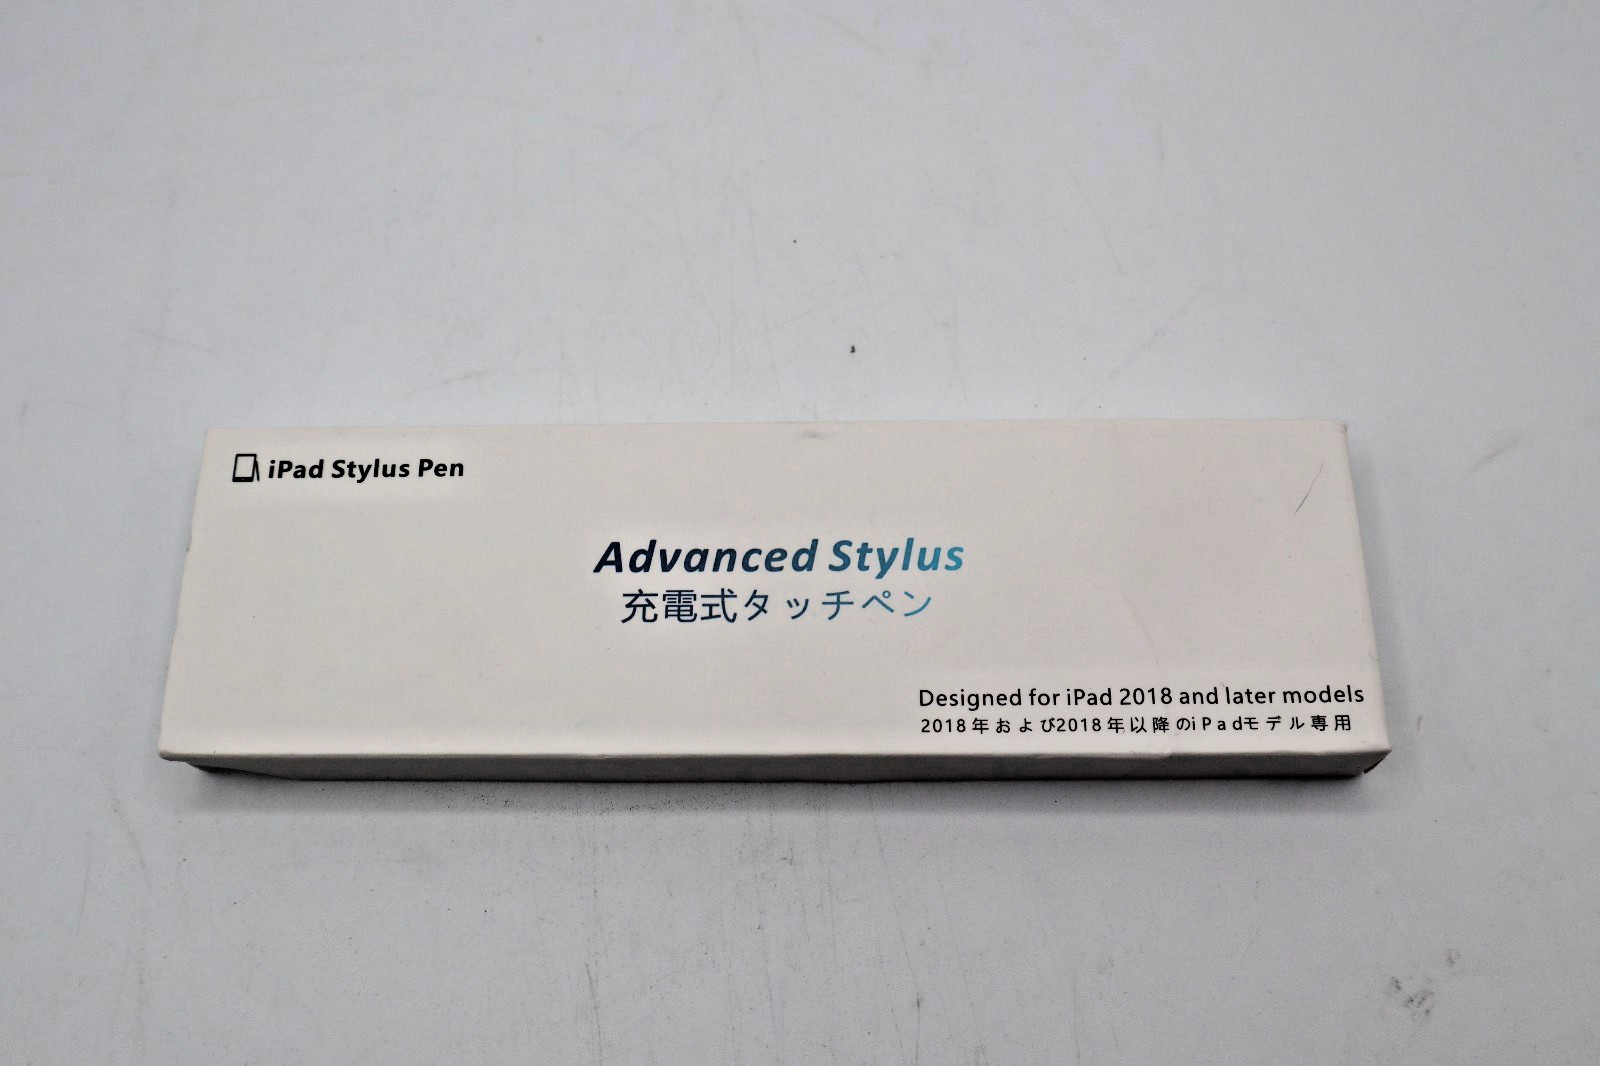 iPad Stylus Pen
Advanced Stylus
充電式タッチペン
Designed for iPad 2018 and later models
2018年および2018年以降のiPadモデル専用